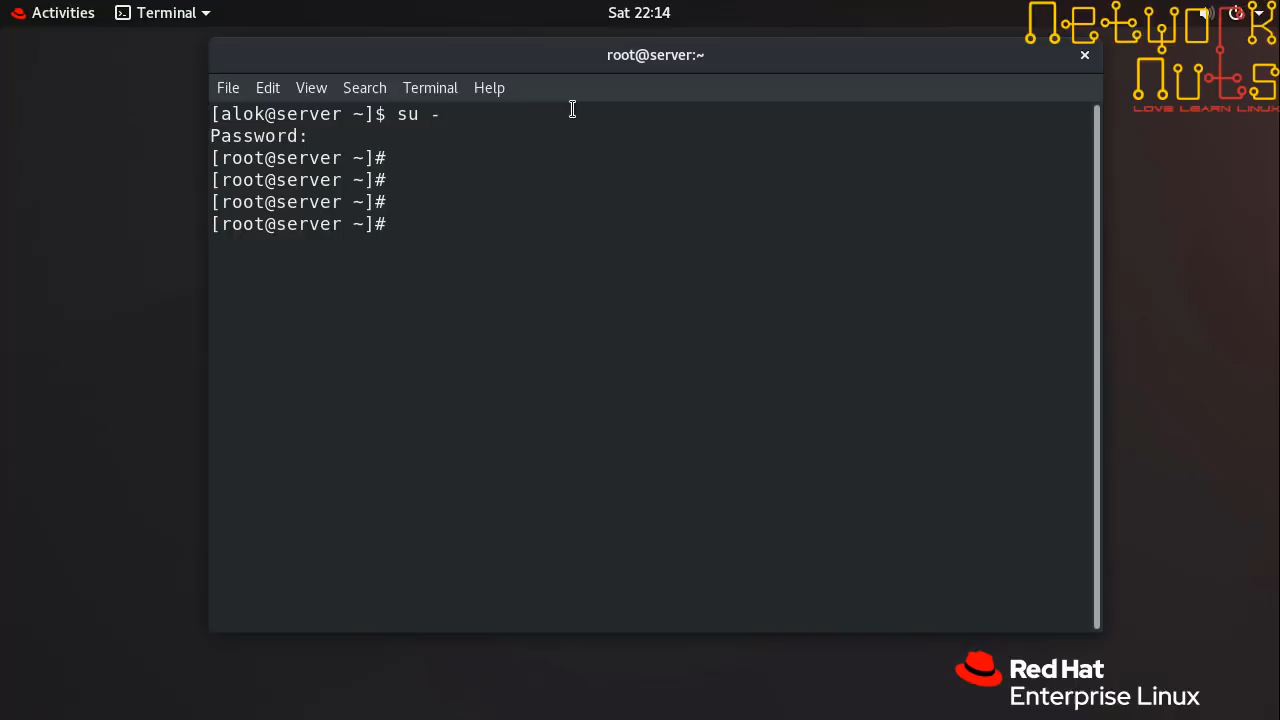 Activities Terminal Sat 22:14
NETWORK
NUTS
LOVE LEARN LINUX
root@server:~ ×
File Edit View Search Terminal Help
[alok@server ~]$ su -
Password:
[root@server ~]#
[root@server ~]#
[root@server ~]#
[root@server ~]#
Red Hat
Enterprise Linux